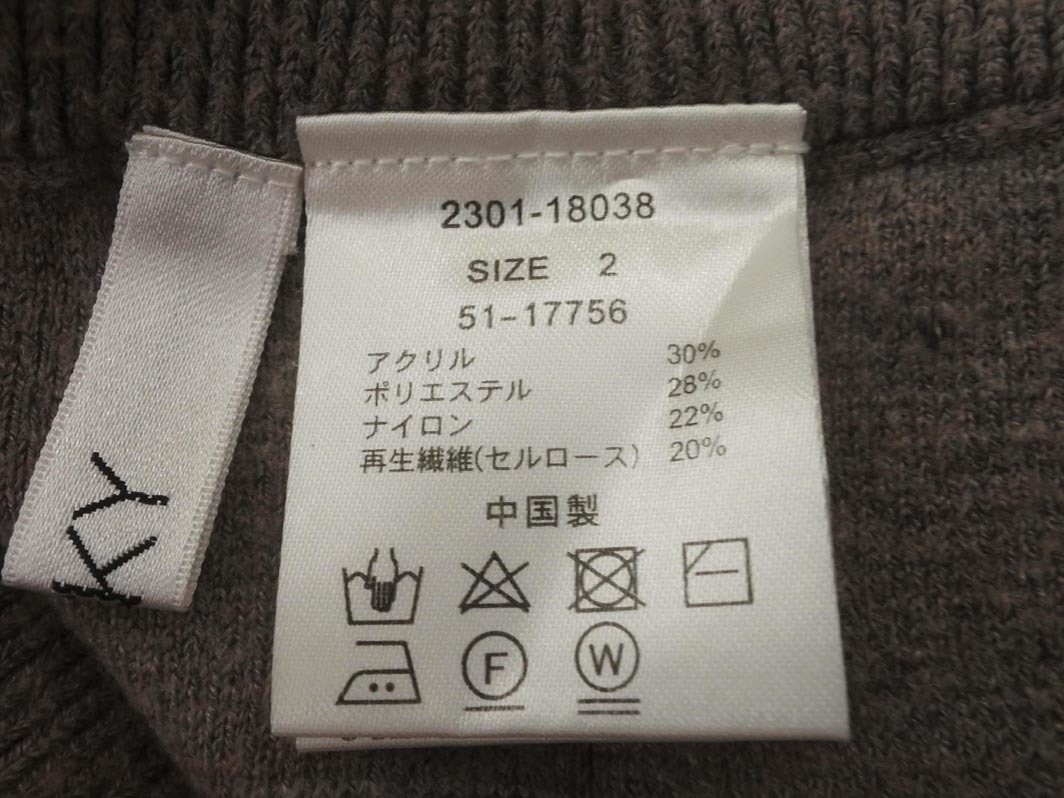 2301-18038
SIZE 2
51-17756
アクリル 30%
ポリエステル 28%
ナイロン 22%
再生繊維(セルロース) 20%
中国製
F
W
KY